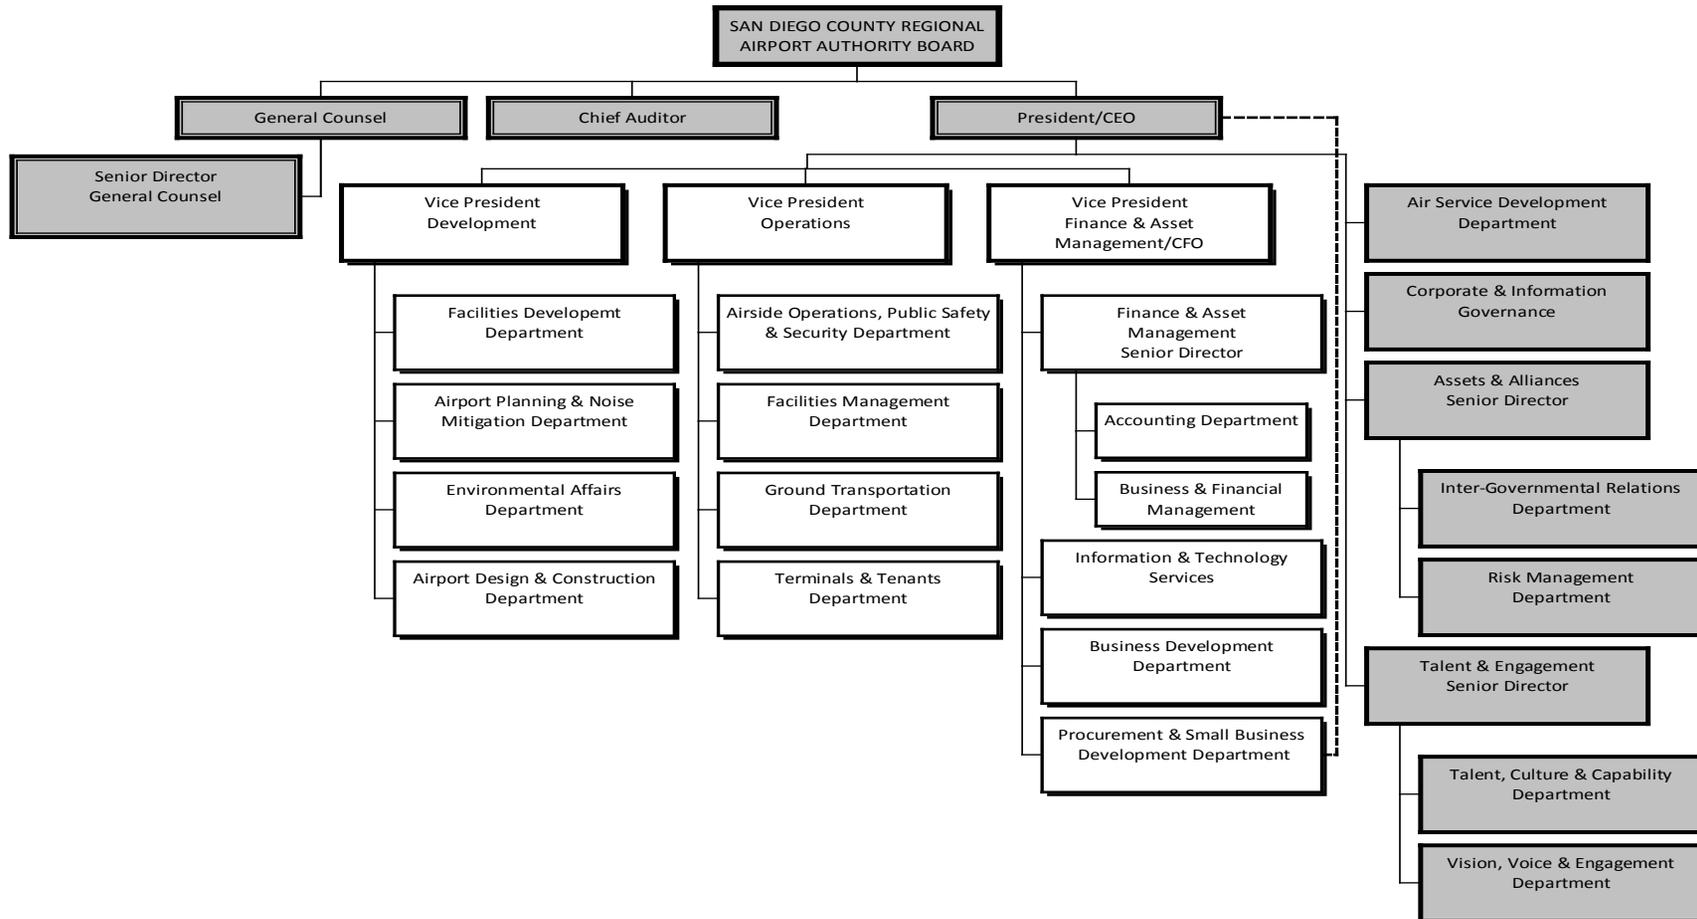 SAN DIEGO COUNTY REGIONAL
AIRPORT AUTHORITY BOARD
General Counsel
Chief Auditor
President/CEO
Senior Director
General Counsel
Vice President
Development
Vice President
Operations
Vice President
Finance & Asset
Management/CFO
Air Service Development
Department
Corporate & Information
Governance
Assets & Alliances
Senior Director
Inter-Governmental Relations
Department
Risk Management
Department
Talent & Engagement
Senior Director
Talent, Culture & Capability
Department
Vision, Voice & Engagement
Department
Facilities Developemt
Department
Airport Planning & Noise
Mitigation Department
Environmental Affairs
Department
Airport Design & Construction
Department
Airside Operations, Public Safety
& Security Department
Facilities Management
Department
Ground Transportation
Department
Terminals & Tenants
Department
Finance & Asset
Management
Senior Director
Accounting Department
Business & Financial
Management
Information & Technology
Services
Business Development
Department
Procurement & Small Business
Development Department